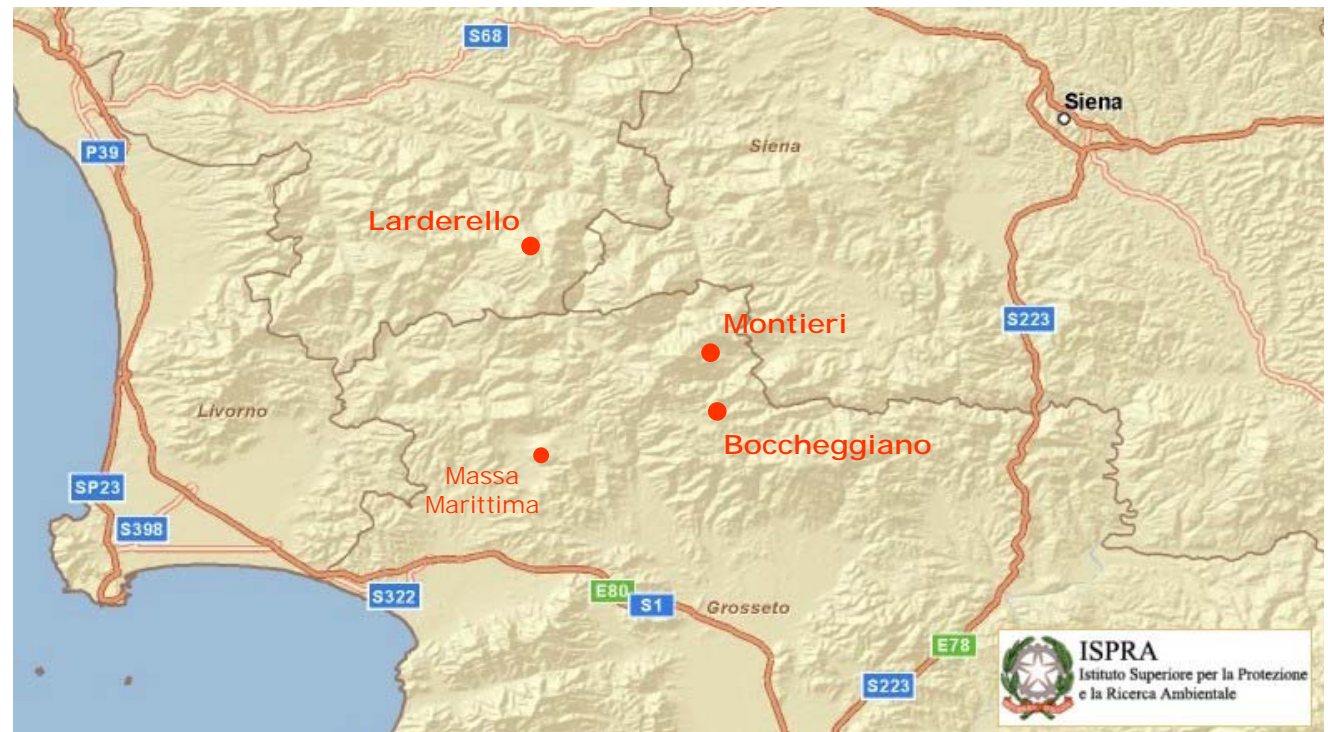 S68
Siena
P39
Siena
Larderello
S223
Montieri
Livorno
Boccheggiano
Massa
Marittima
SP23
S398
S322
E80
S1
Grosseto
E78
S223
ISPRA
Istituto Superiore per la Protezione
e la Ricerca Ambientale